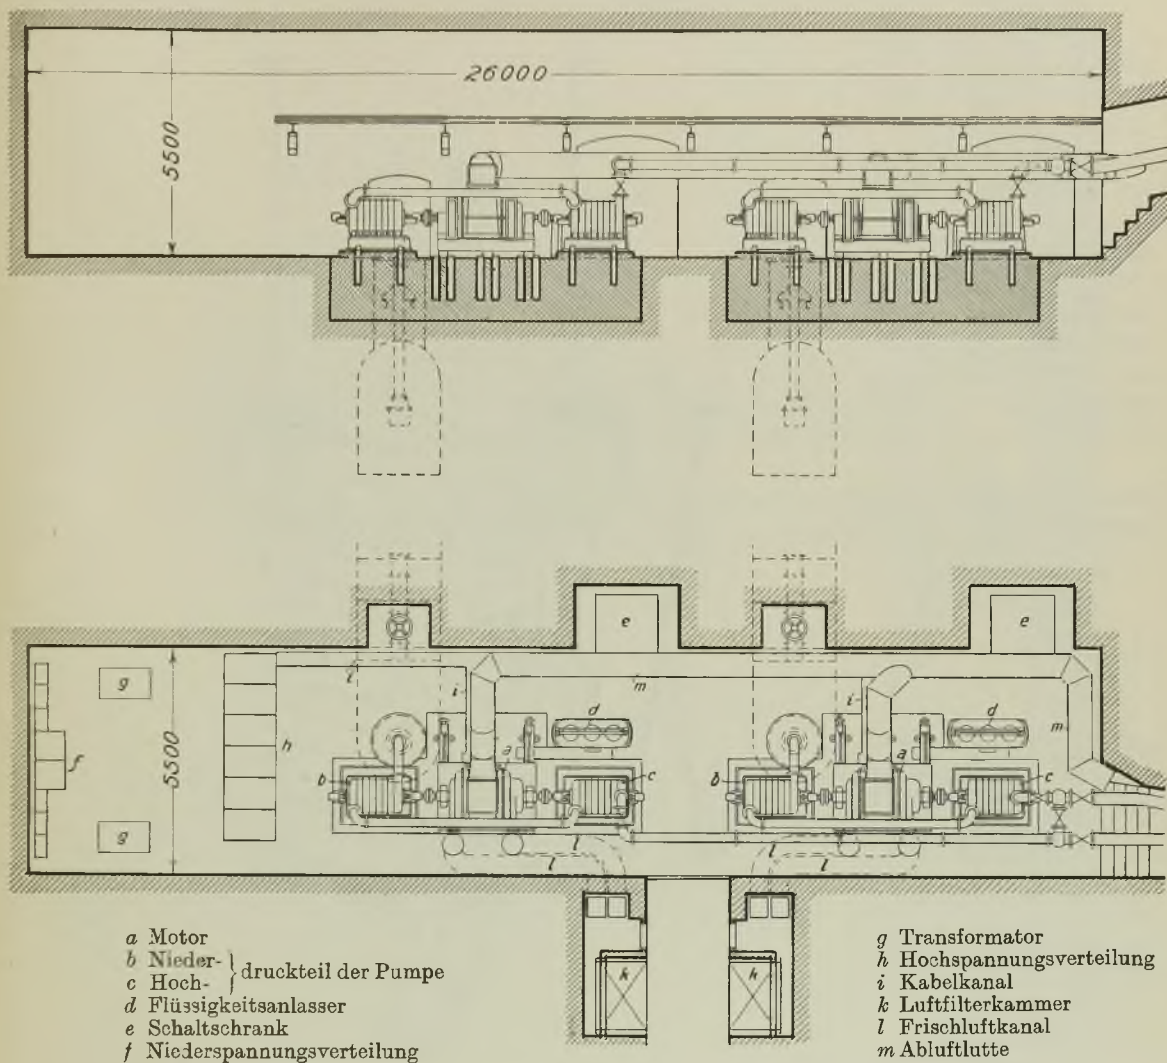 26000
5500
e
e
i
i
m
i
g
d
d
m
h
a
a
f
5500
b
c
b
c
g
l
l
l
l
k
k
a Motor
b Nieder- } druckteil der Pumpe
c Hoch-
d Flüssigkeitsanlasser
e Schaltschrank
f Niederspannungsverteilung
g Transformator
h Hochspannungsverteilung
i Kabelkanal
k Luftfilterkammer
l Frischluftkanal
m Abluftlutte